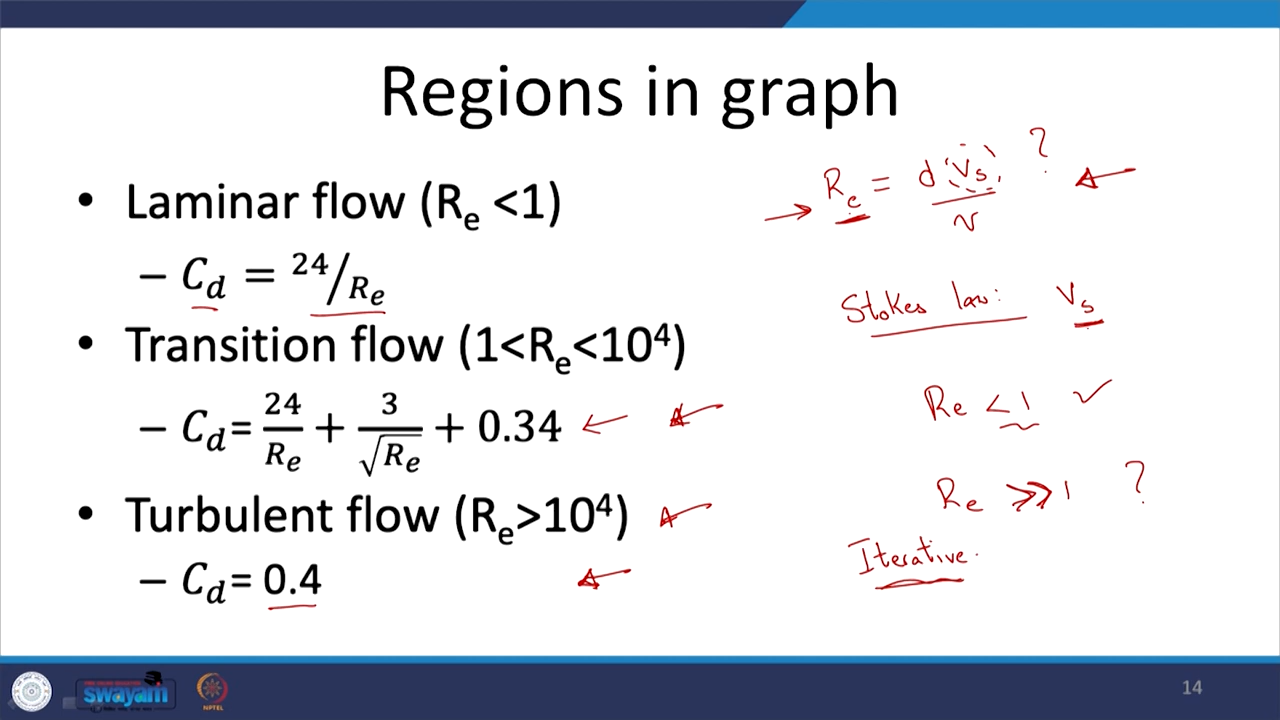 Regions in graph
• Laminar flow (Re <1)
– Cd = 24/Re
• Transition flow (1<Re<10⁴)
– Cd= 24/Re + 3/√Re + 0.34
• Turbulent flow (Re>10⁴)
– Cd= 0.4
Re = d 'Vs' / ν ?
Stokes law: Vs
Re < 1 ✓
Re >> 1 ?
Iterative.
swayam
NPTEL
14